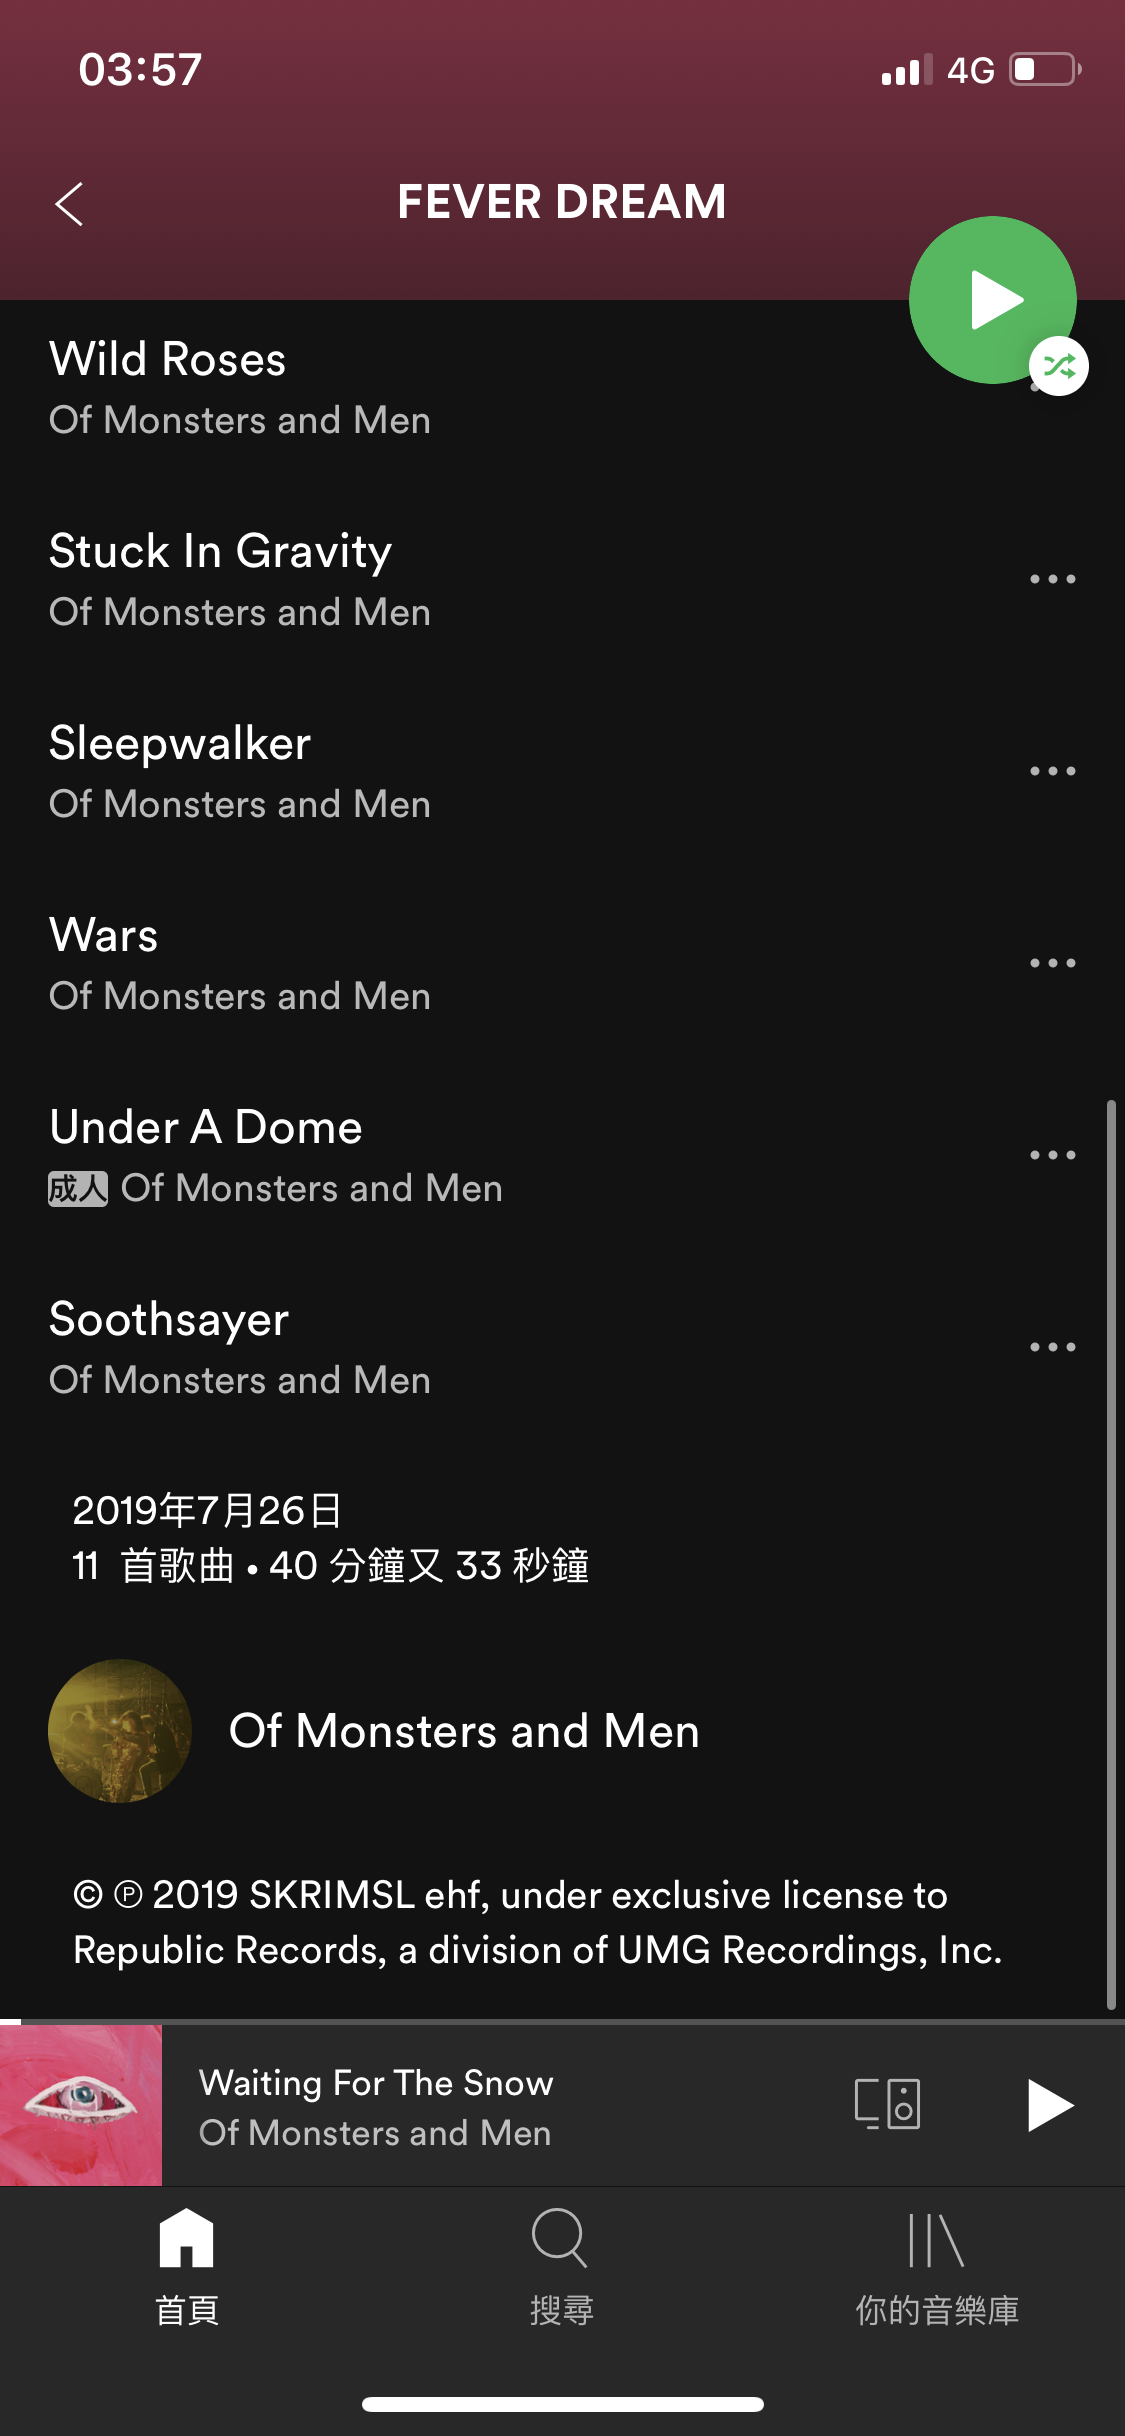 03:57
4G
FEVER DREAM
Wild Roses
Of Monsters and Men
Stuck In Gravity
Of Monsters and Men
Sleepwalker
Of Monsters and Men
Wars
Of Monsters and Men
Under A Dome
成人 Of Monsters and Men
Soothsayer
Of Monsters and Men
2019年7月26日
11 首歌曲 • 40 分鐘又 33 秒鐘
Of Monsters and Men
© ℗ 2019 SKRIMSL ehf, under exclusive license to
Republic Records, a division of UMG Recordings, Inc.
Waiting For The Snow
Of Monsters and Men
首頁
搜尋
你的音樂庫